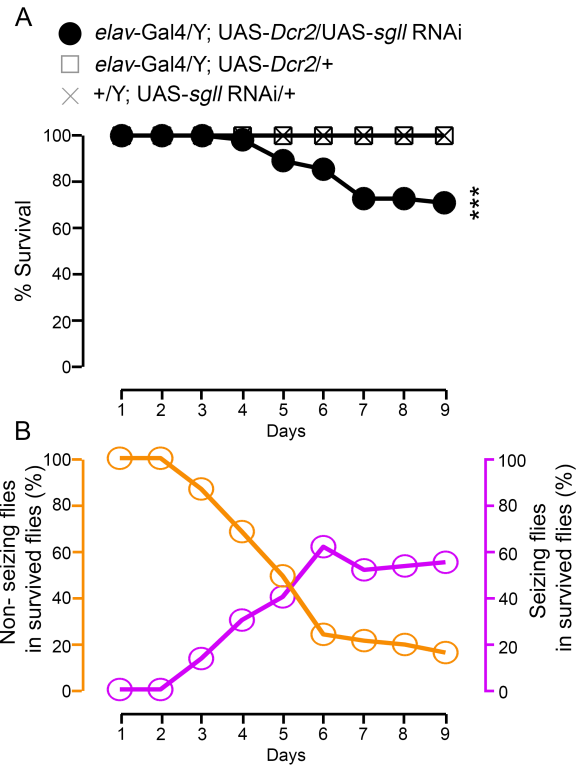 A
elav-Gal4/Y; UAS-Dcr2/UAS-sgll RNAi
elav-Gal4/Y; UAS-Dcr2/+
+/Y; UAS-sgll RNAi/+
% Survival
100
80
60
40
20
0
***
1 2 3 4 5 6 7 8 9
Days
B
Non- seizing flies
in survived flies (%)
100
80
60
40
20
0
100
80
60
40
20
0
Seizing flies
in survived flies (%)
1 2 3 4 5 6 7 8 9
Days